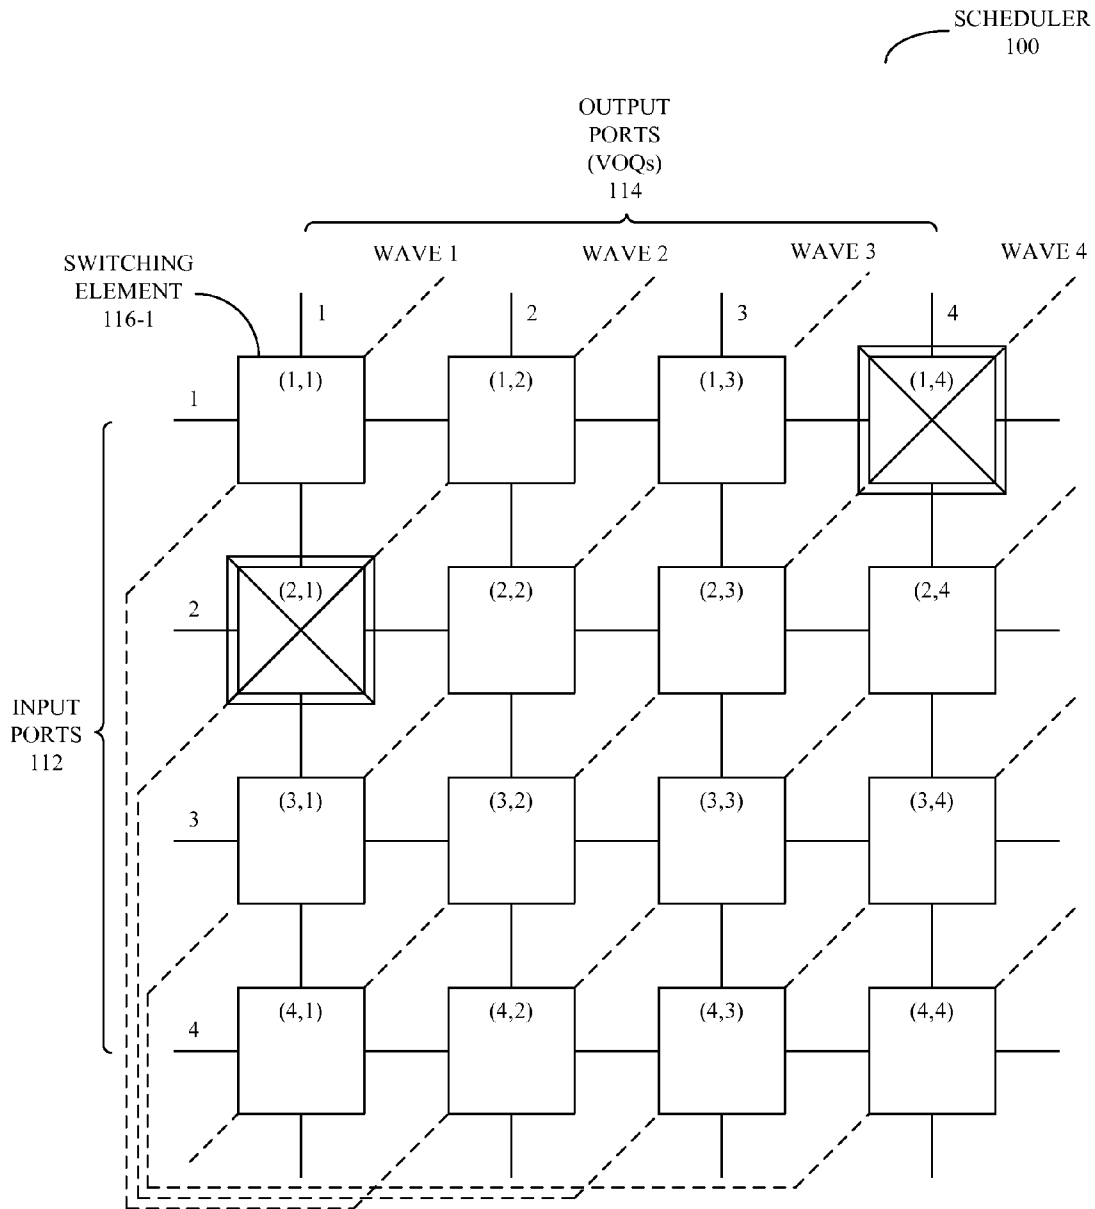 SCHEDULER
100
OUTPUT
PORTS
(VOQs)
114
WAVE 1
WAVE 2
WAVE 3
WAVE 4
SWITCHING
ELEMENT
116-1
1
2
3
4
1
(1,1)
(1,2)
(1,3)
(1,4)
2
(2,1)
(2,2)
(2,3)
(2,4
INPUT
PORTS
112
3
(3,1)
(3,2)
(3,3)
(3,4)
4
(4,1)
(4,2)
(4,3)
(4,4)